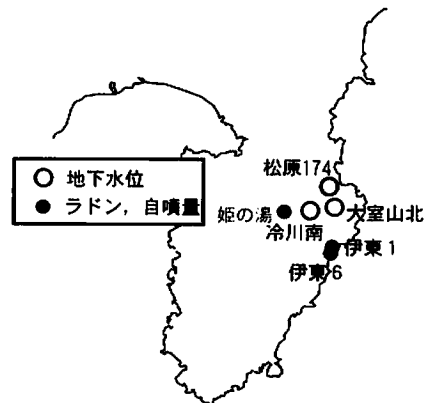 松原174
地下水位
ラドン，自噴量
姫の湯
大室山北
冷川南
伊東1
伊東6